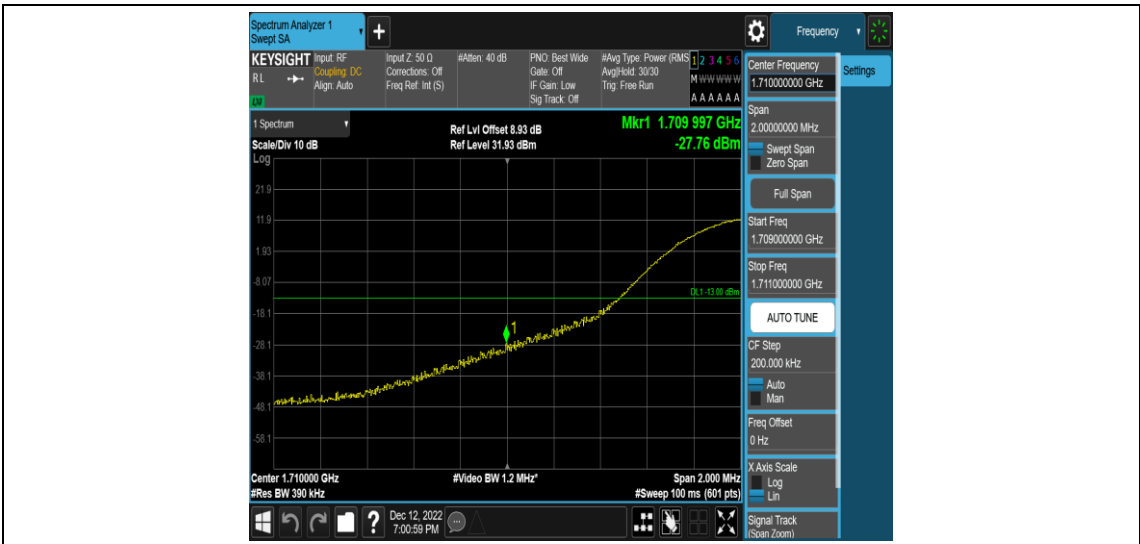 Spectrum Analyzer 1
Swept SA
+
Frequency
KEYSIGHT
RL
LXI
Input: RF
Coupling: DC
Align: Auto
Input Z: 50 Ω
Corrections: Off
Freq Ref: Int (S)
#Atten: 40 dB
PNO: Best Wide
Gate: Off
IF Gain: Low
Sig Track: Off
#Avg Type: Power (RMS
Avg|Hold: 30/30
Trig: Free Run
1 2 3 4 5 6
M W W W W W
A A A A A A
Center Frequency
1.710000000 GHz
Settings
1 Spectrum
Scale/Div 10 dB
Log
Ref Lvl Offset 8.93 dB
Ref Level 31.93 dBm
Mkr1 1.709 997 GHz
-27.76 dBm
Span
2.00000000 MHz
Swept Span
Zero Span
Full Span
Start Freq
1.709000000 GHz
Stop Freq
1.711000000 GHz
AUTO TUNE
CF Step
200.000 kHz
Auto
Man
Freq Offset
0 Hz
X Axis Scale
Log
Lin
Signal Track
(Span Zoom)
21.9
11.9
1.93
-8.07
DL1 -13.00 dBm
-18.1
1
-28.1
-38.1
-48.1
-58.1
Center 1.710000 GHz
#Res BW 390 kHz
#Video BW 1.2 MHz*
Span 2.000 MHz
#Sweep 100 ms (601 pts)
?
Dec 12, 2022
7:00:59 PM